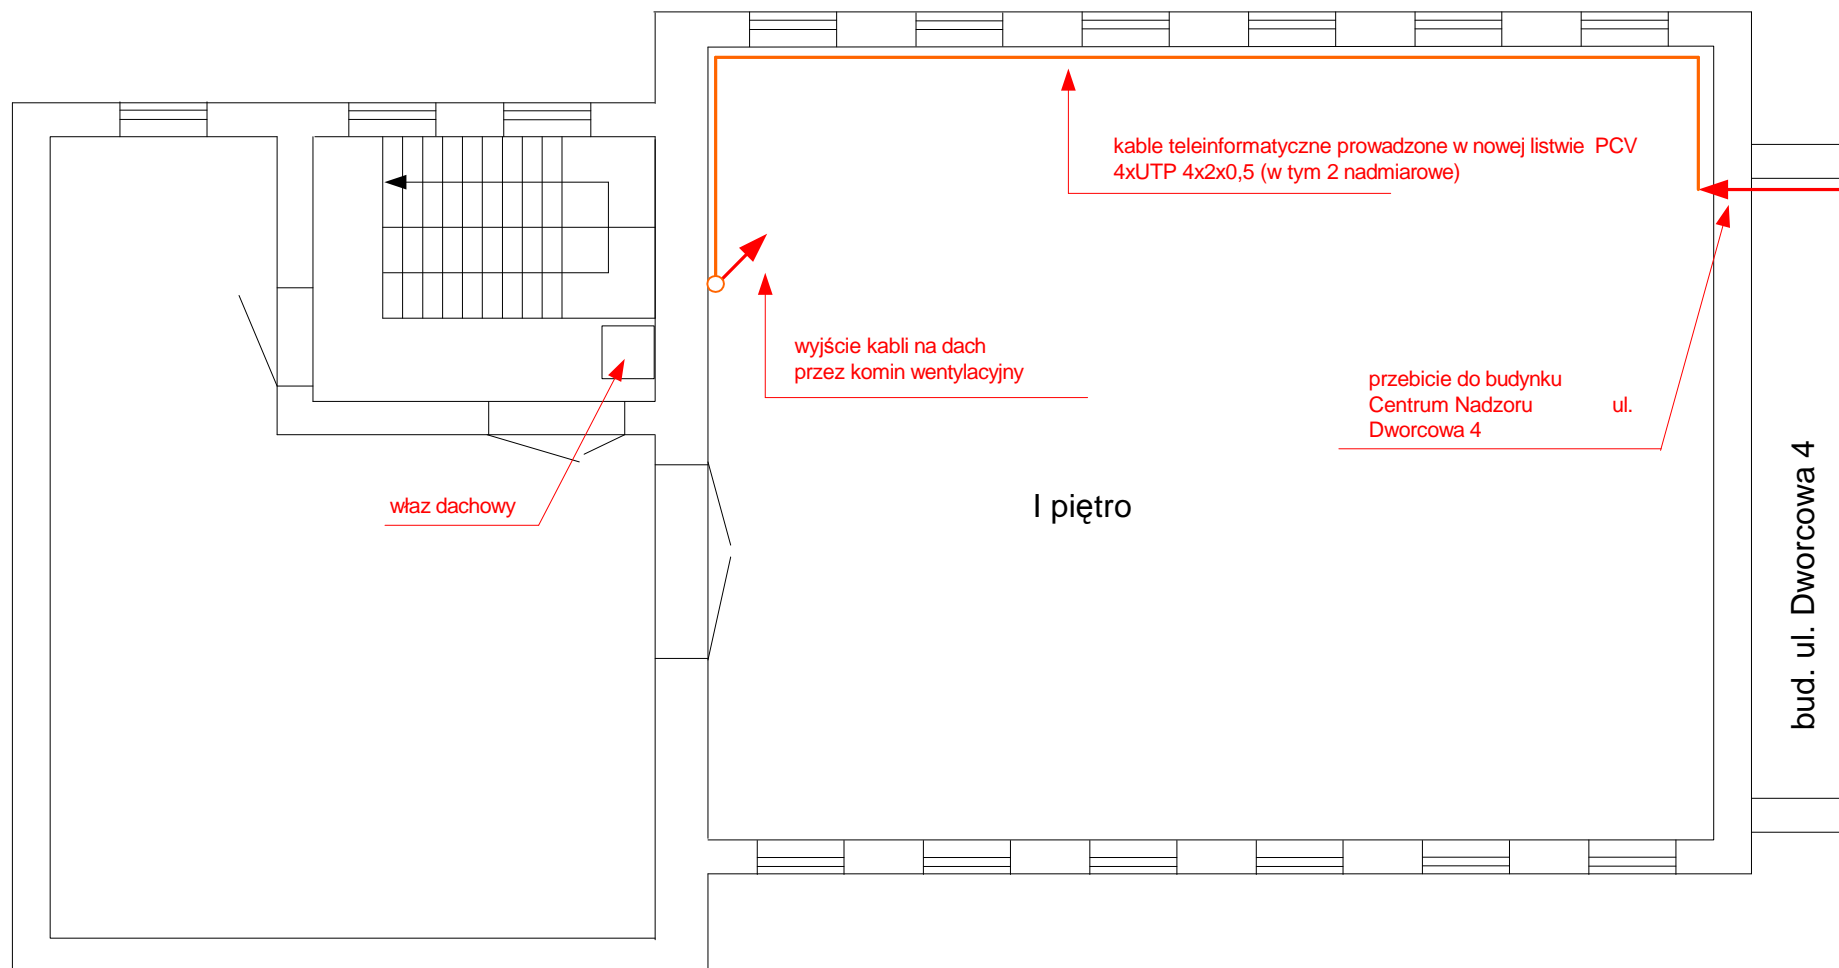 kable teleinformatyczne prowadzone w nowej listwie PCV
4xUTP 4x2x0,5 (w tym 2 nadmiarowe)
wyjście kabli na dach
przez komin wentylacyjny
przebicie do budynku
Centrum Nadzoru ul.
Dworcowa 4
właz dachowy
I piętro
bud. ul. Dworcowa 4